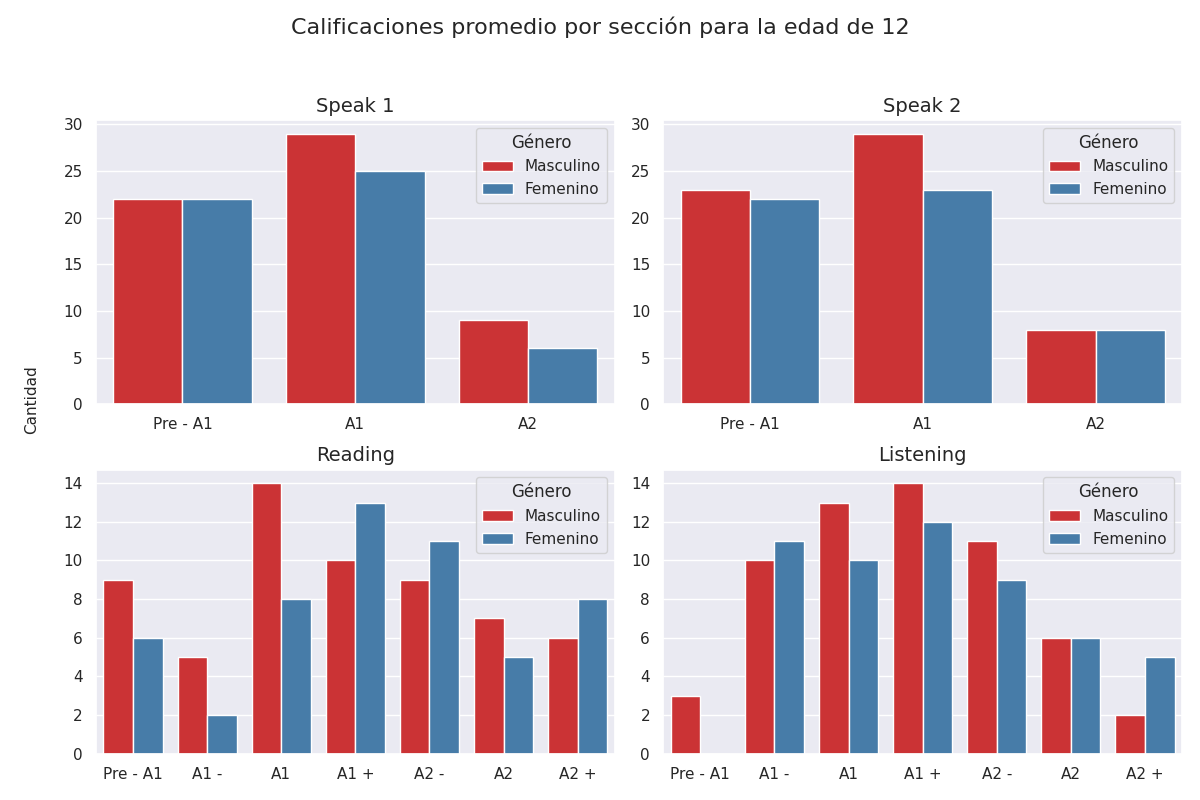 Calificaciones promedio por sección para la edad de 12
Cantidad
Speak 1
30
25
20
15
10
5
0
Pre - A1 A1 A2
Género
Masculino
Femenino
Speak 2
30
25
20
15
10
5
0
Pre - A1 A1 A2
Género
Masculino
Femenino
Reading
14
12
10
8
6
4
2
0
Pre - A1 A1 - A1 A1 + A2 - A2 A2 +
Género
Masculino
Femenino
Listening
14
12
10
8
6
4
2
0
Pre - A1 A1 - A1 A1 + A2 - A2 A2 +
Género
Masculino
Femenino